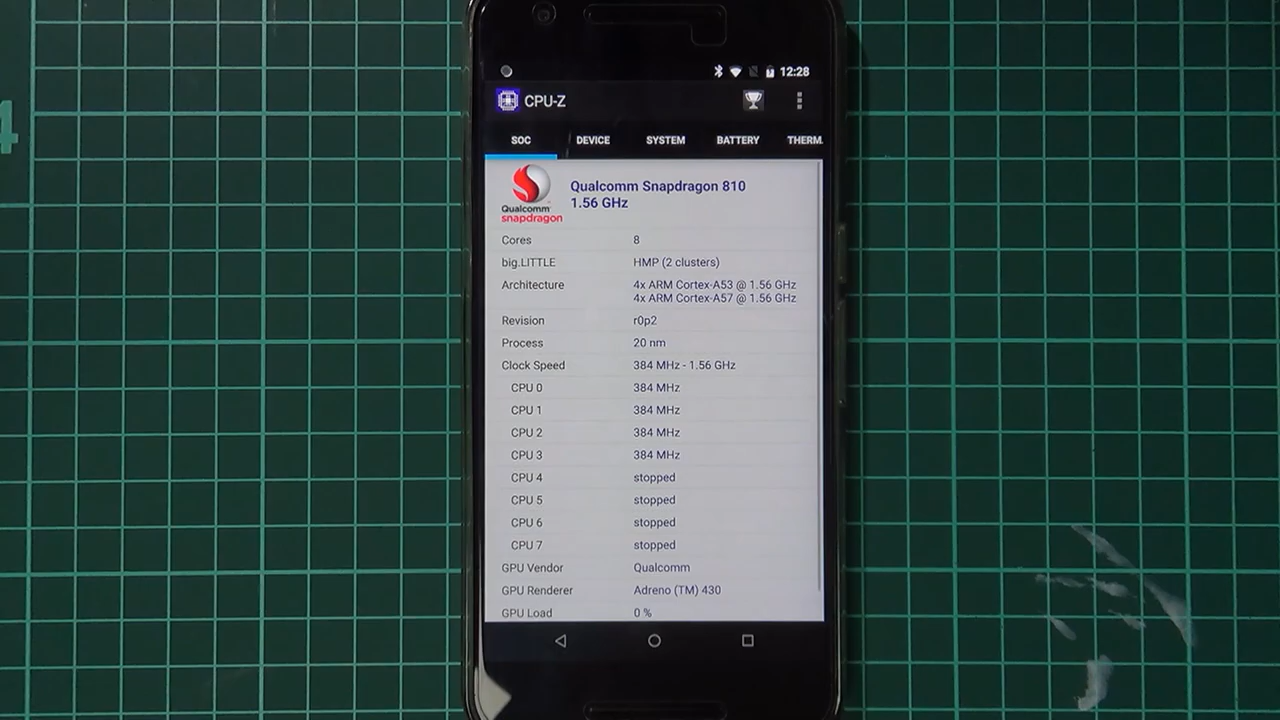 4
12:28
CPU-Z
SOC DEVICE SYSTEM BATTERY THERM
Qualcomm Snapdragon 810
1.56 GHz
Qualcomm
snapdragon
Cores 8
big.LITTLE HMP (2 clusters)
Architecture 4x ARM Cortex-A53 @ 1.56 GHz
4x ARM Cortex-A57 @ 1.56 GHz
Revision r0p2
Process 20 nm
Clock Speed 384 MHz - 1.56 GHz
CPU 0 384 MHz
CPU 1 384 MHz
CPU 2 384 MHz
CPU 3 384 MHz
CPU 4 stopped
CPU 5 stopped
CPU 6 stopped
CPU 7 stopped
GPU Vendor Qualcomm
GPU Renderer Adreno (TM) 430
GPU Load 0 %